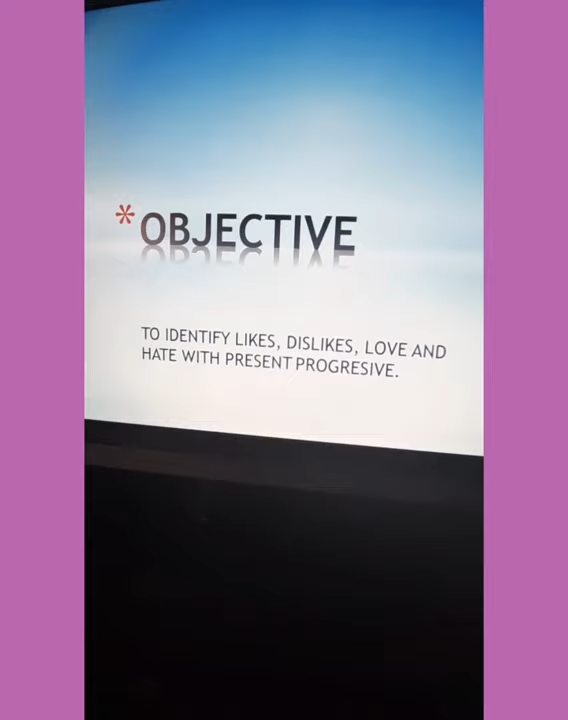 * OBJECTIVE
TO IDENTIFY LIKES, DISLIKES, LOVE AND
HATE WITH PRESENT PROGRESIVE.